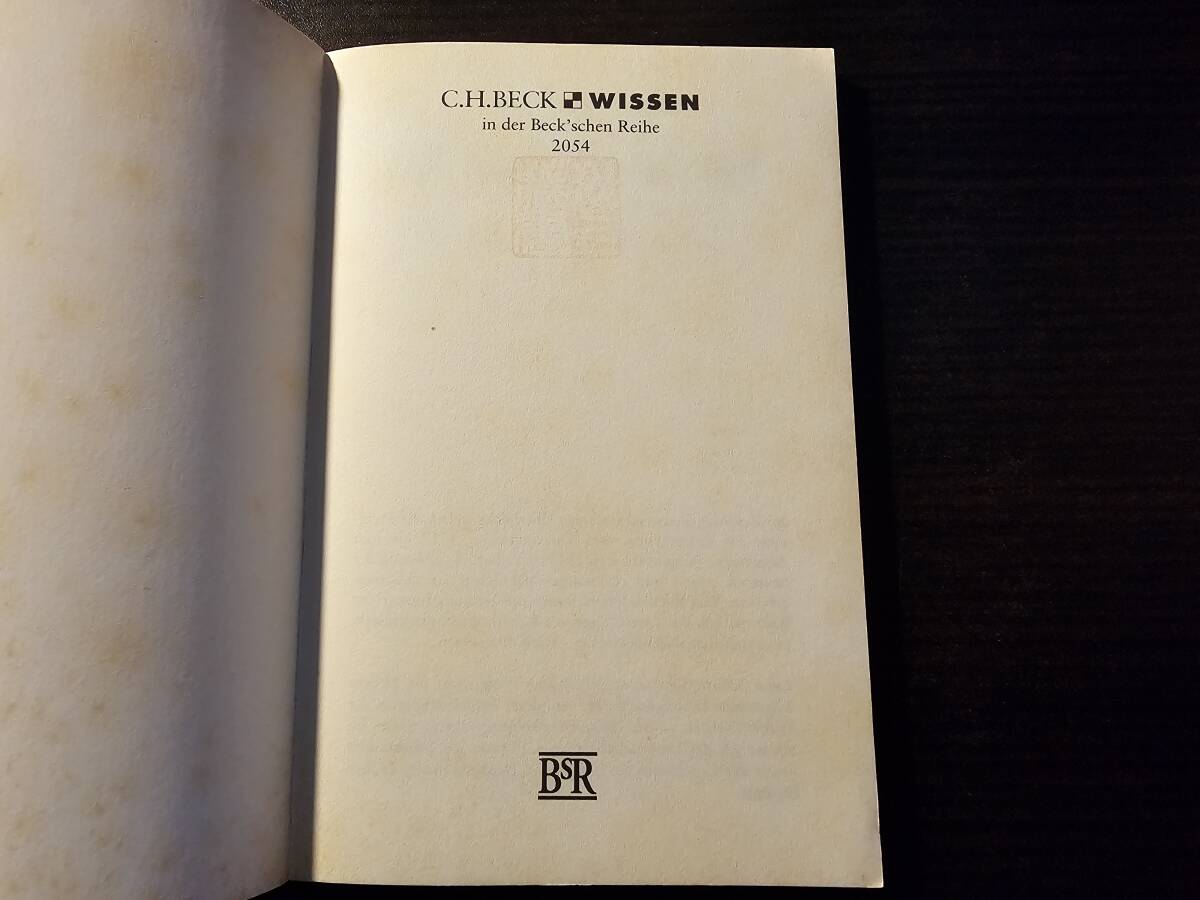 C.H.BECK WISSEN
in der Beck'schen Reihe
2054
BsR